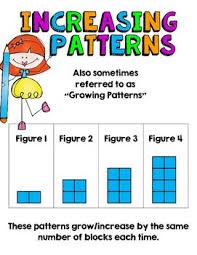 INCREASING
PATTERNS
Also sometimes
referred to as
"Growing Patterns"
Figure 1 Figure 2 Figure 3 Figure 4
These patterns grow/increase by the same
number of blocks each time.